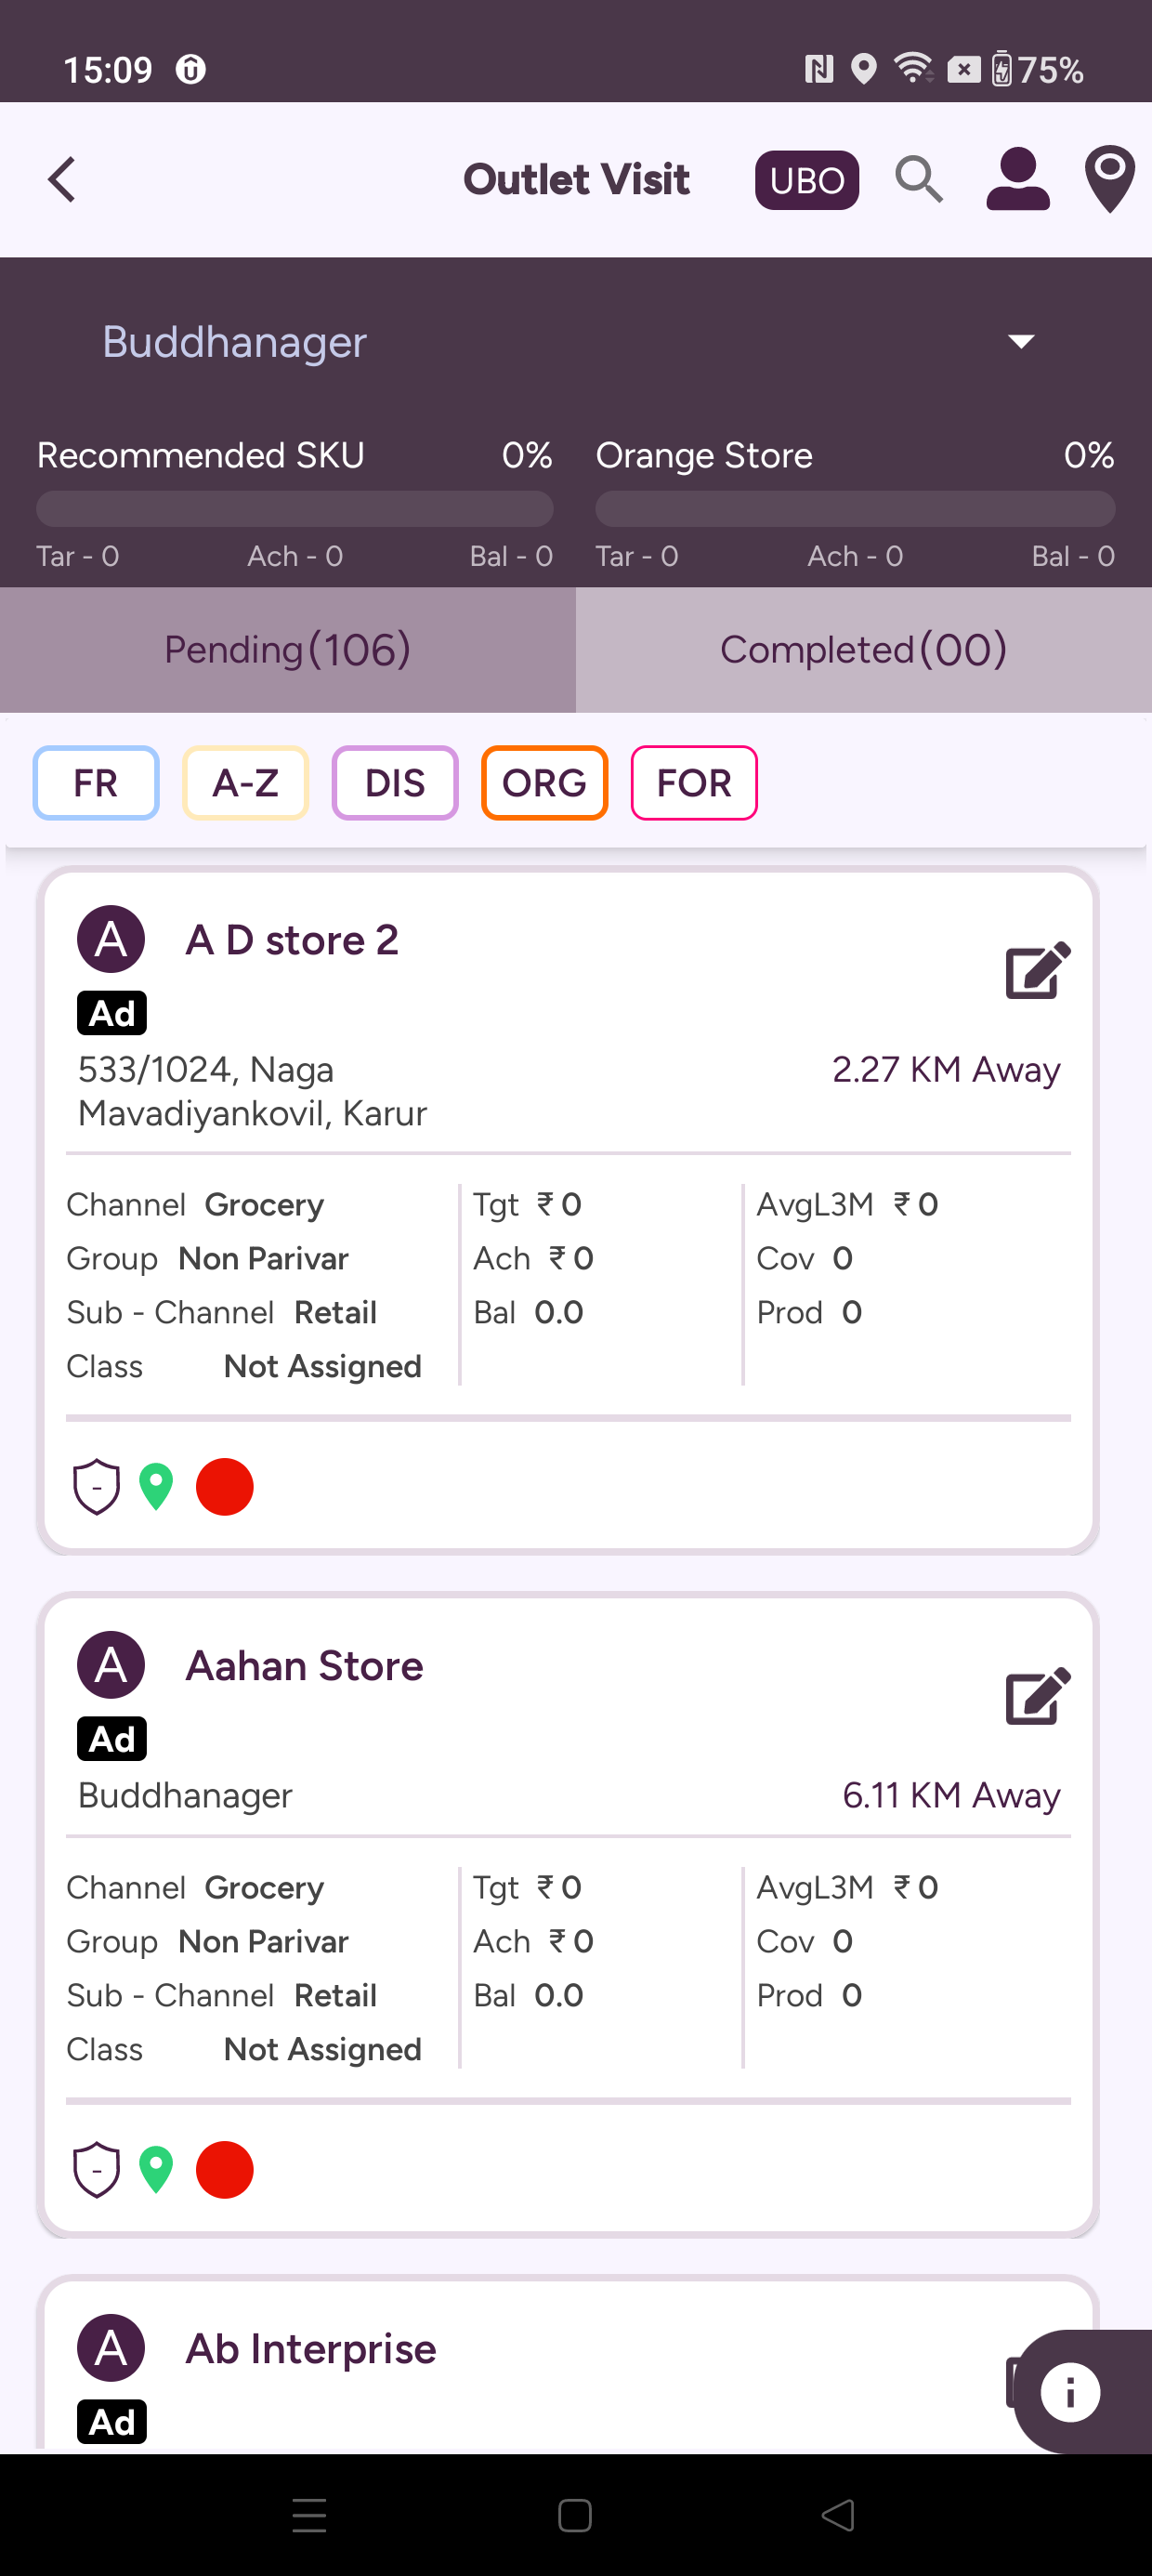 15:09 75%
Outlet Visit UBO
Buddhanager
Recommended SKU 0% Orange Store 0%
Tar - 0 Ach - 0 Bal - 0 Tar - 0 Ach - 0 Bal - 0
Pending(106) Completed(00)
FR A-Z DIS ORG FOR
A A D store 2
Ad
533/1024, Naga 2.27 KM Away
Mavadiyankovil, Karur
Channel Grocery Tgt ₹ 0 AvgL3M ₹ 0
Group Non Parivar Ach ₹ 0 Cov 0
Sub - Channel Retail Bal 0.0 Prod 0
Class Not Assigned
-
A Aahan Store
Ad
Buddhanager 6.11 KM Away
Channel Grocery Tgt ₹ 0 AvgL3M ₹ 0
Group Non Parivar Ach ₹ 0 Cov 0
Sub - Channel Retail Bal 0.0 Prod 0
Class Not Assigned
-
A Ab Interprise
Ad